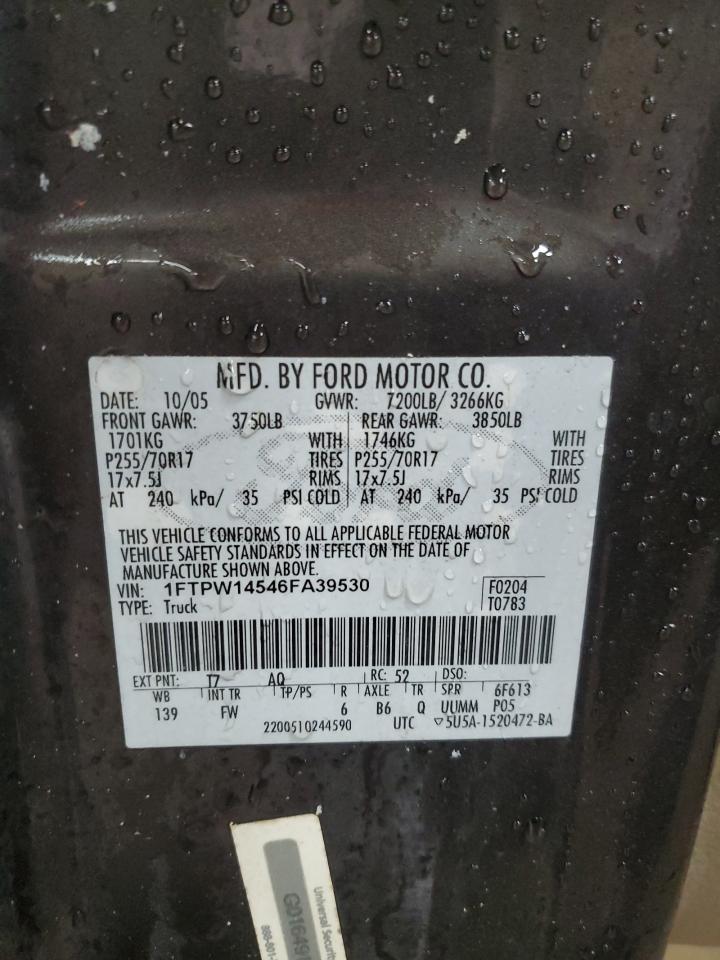 MFD. BY FORD MOTOR CO.
DATE: 10/05 GVWR: 7200LB/ 3266KG
FRONT GAWR: 3750LB REAR GAWR: 3850LB
1701KG WITH 1746KG WITH
P255/70R17 TIRES P255/70R17 TIRES
17x7.5J RIMS 17x7.5J RIMS
AT 240 kPa/ 35 PSI COLD AT 240 kPa/ 35 PSI COLD
THIS VEHICLE CONFORMS TO ALL APPLICABLE FEDERAL MOTOR
VEHICLE SAFETY STANDARDS IN EFFECT ON THE DATE OF
MANUFACTURE SHOWN ABOVE.
VIN: 1FTPW14546FA39530 F0204
TYPE: Truck T0783
EXT PNT: T7 AQ RC: 52 DSO:
WB INT TR TP/PS R AXLE TR SPR 6F613
139 FW 6 B6 Q UUMM P05
2200510244590 UTC ▽5U5A-1520472-BA
Universal Security
G01649
888-801-